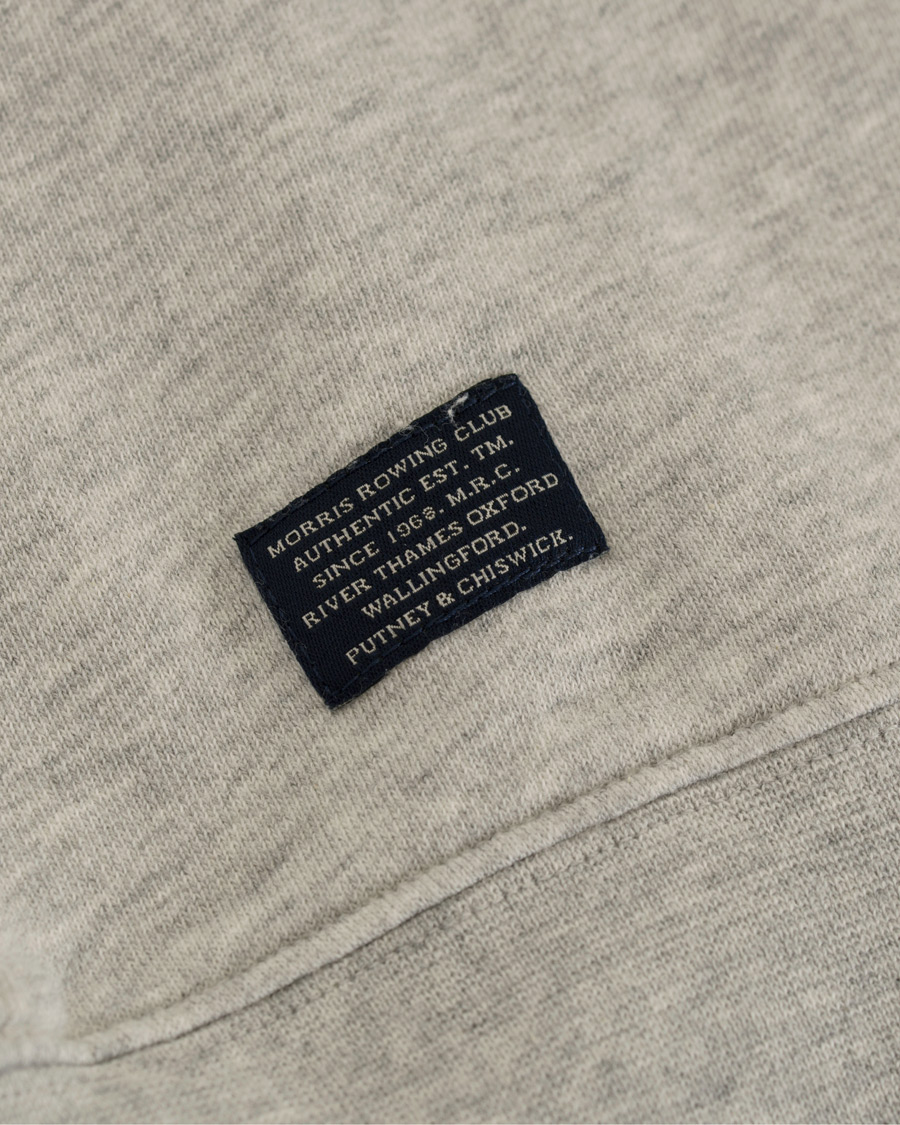 MORRIS ROWING CLUB
AUTHENTIC EST. TM.
SINCE 1968. M.R.C.
RIVER THAMES OXFORD
WALLINGFORD.
PUTNEY & CHISWICK.